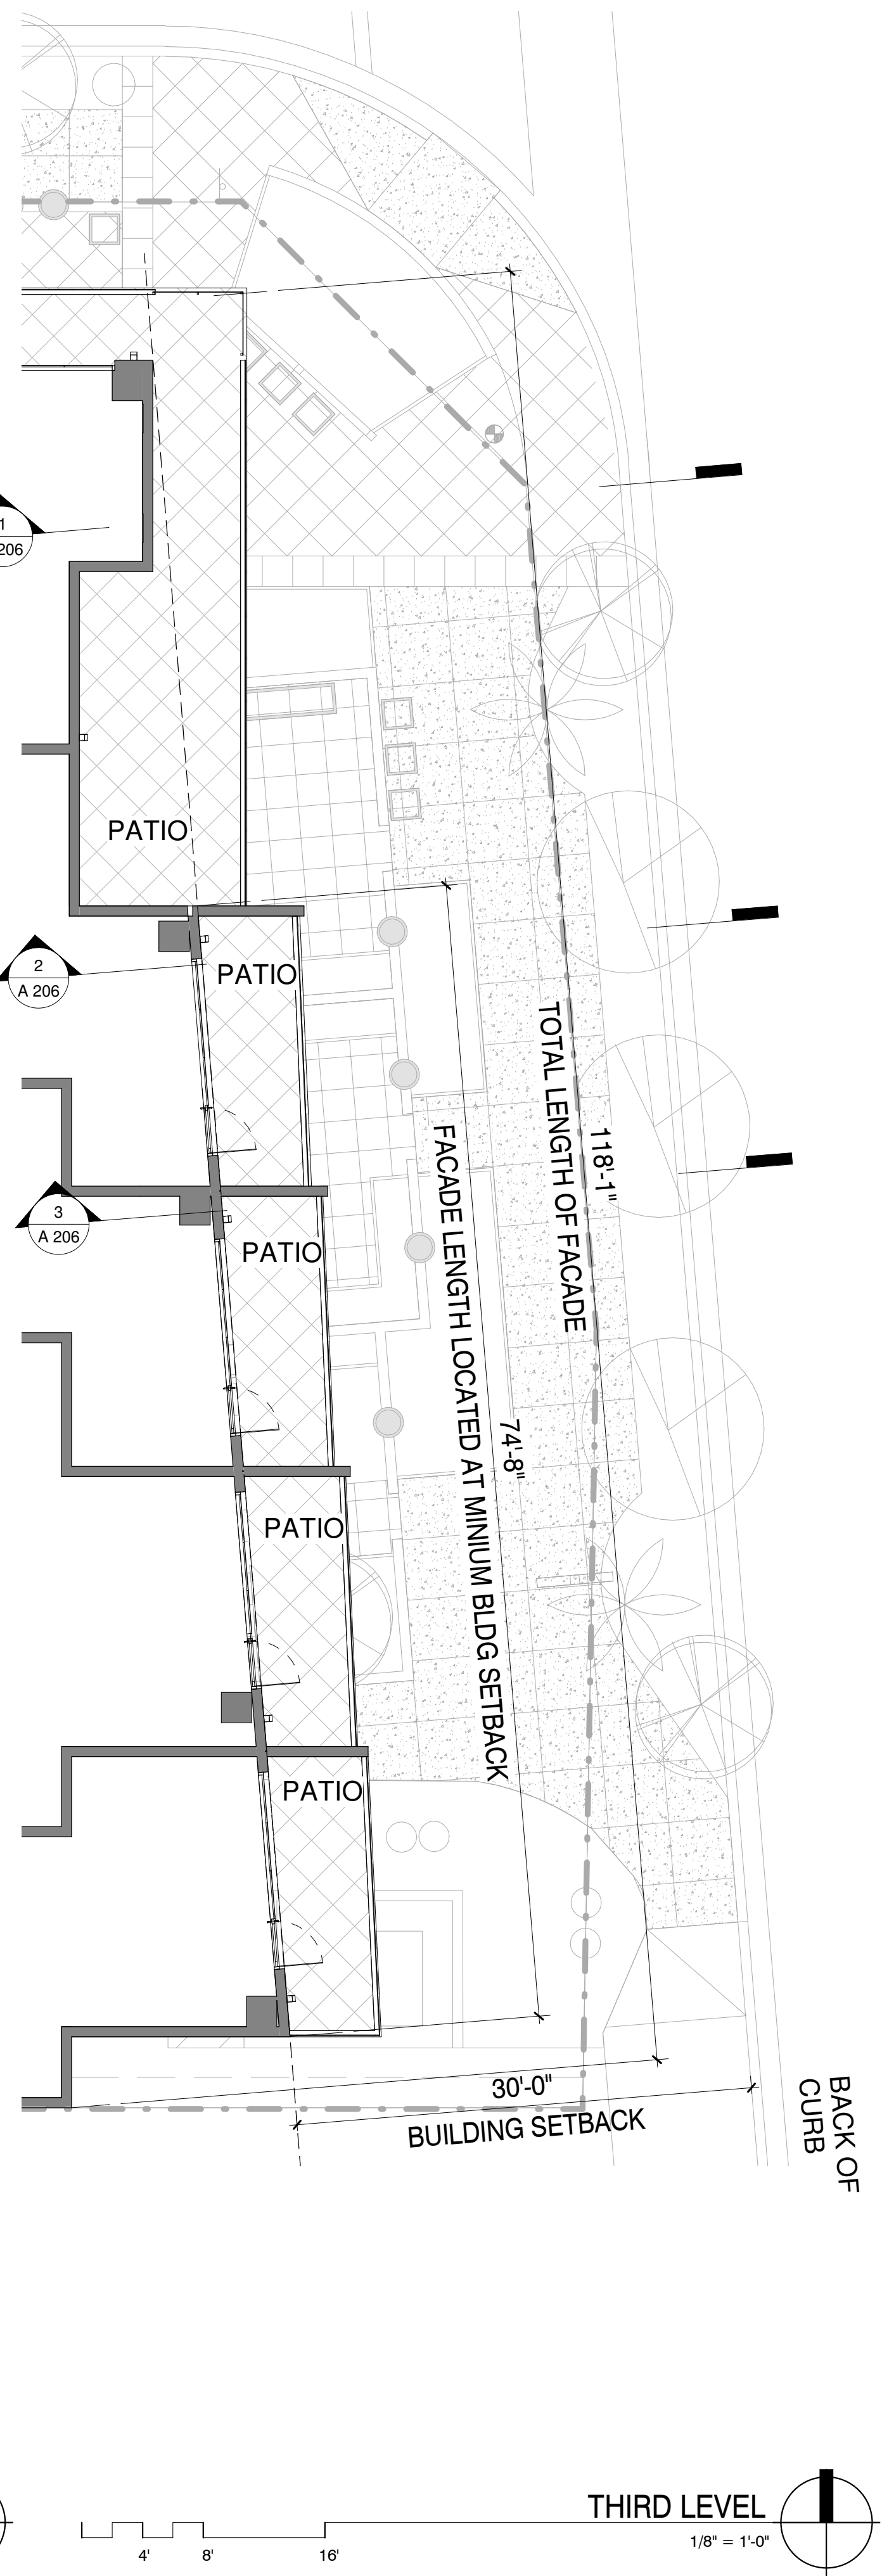 1
206
PATIO
2
A 206
PATIO
TOTAL LENGTH OF FACADE
118'-1"
FACADE LENGTH LOCATED AT MINIUM BLDG SETBACK
74'-8"
3
A 206
PATIO
PATIO
PATIO
30'-0"
BUILDING SETBACK
BACK OF
CURB
THIRD LEVEL
1/8" = 1'-0"
4'
8'
16'